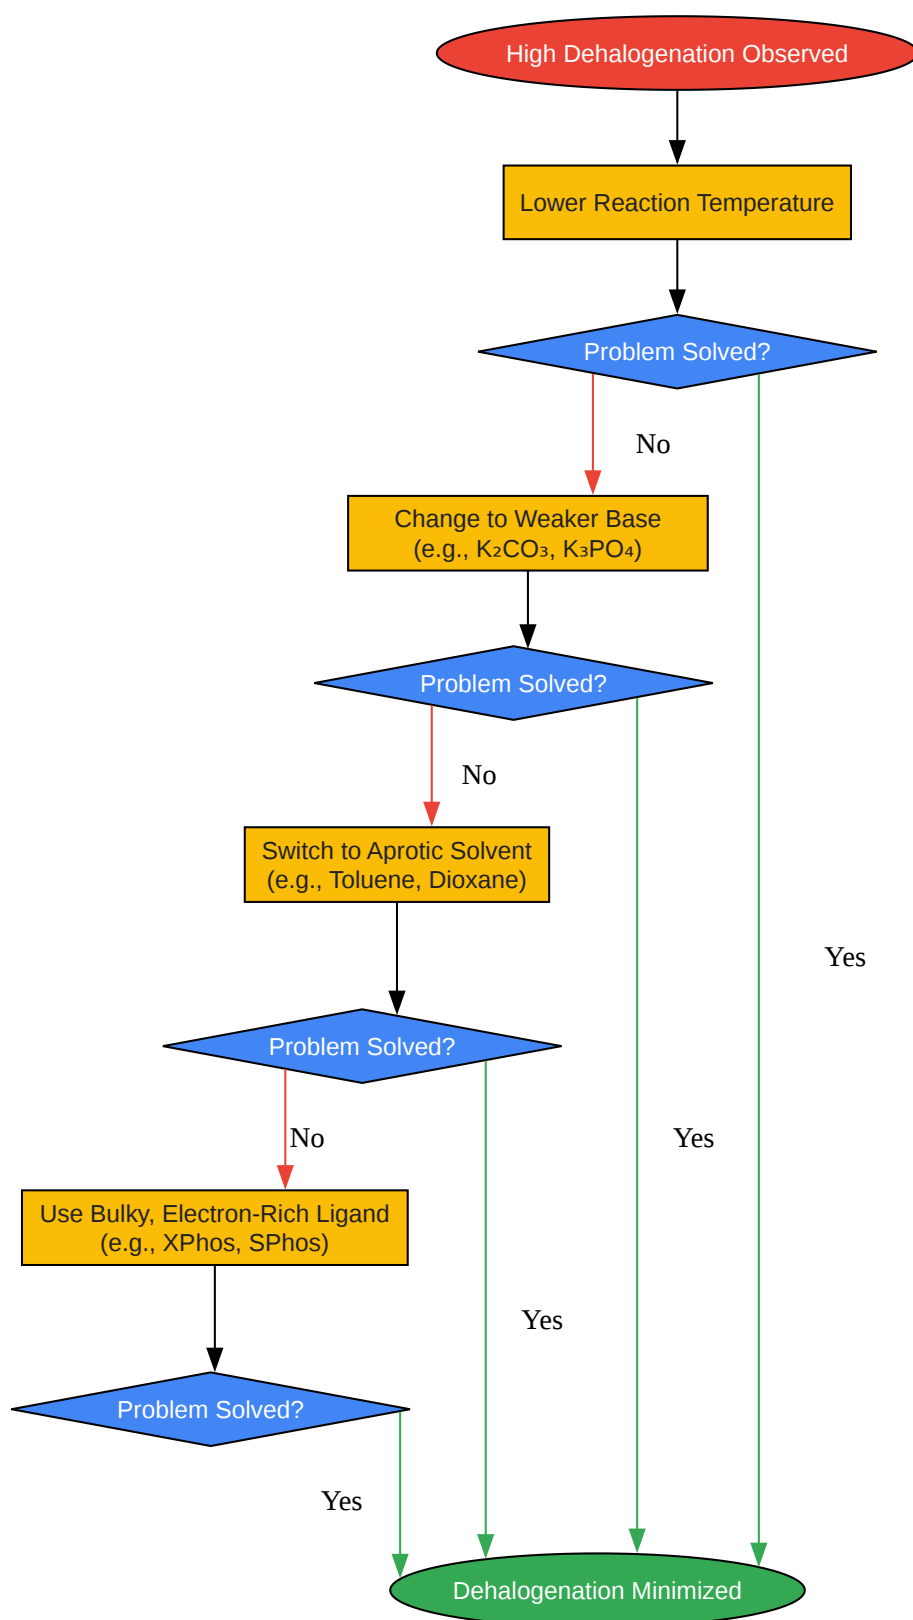 High Dehalogenation Observed
Lower Reaction Temperature
Problem Solved?
No
Change to Weaker Base
(e.g., K₂CO₃, K₃PO₄)
Problem Solved?
No
Switch to Aprotic Solvent
(e.g., Toluene, Dioxane)
Yes
Problem Solved?
No
Yes
Use Bulky, Electron-Rich Ligand
(e.g., XPhos, SPhos)
Yes
Problem Solved?
Yes
Dehalogenation Minimized